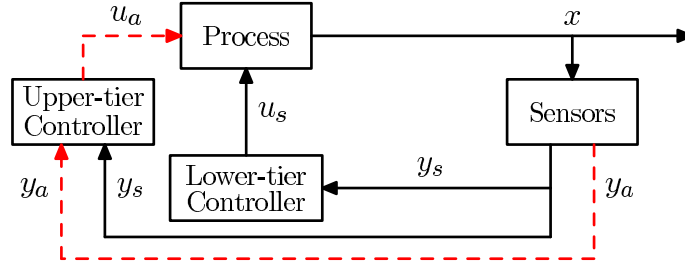 u_a
x
Process
Upper-tier
Controller
u_s
Sensors
y_a
y_s
Lower-tier
Controller
y_s
y_a